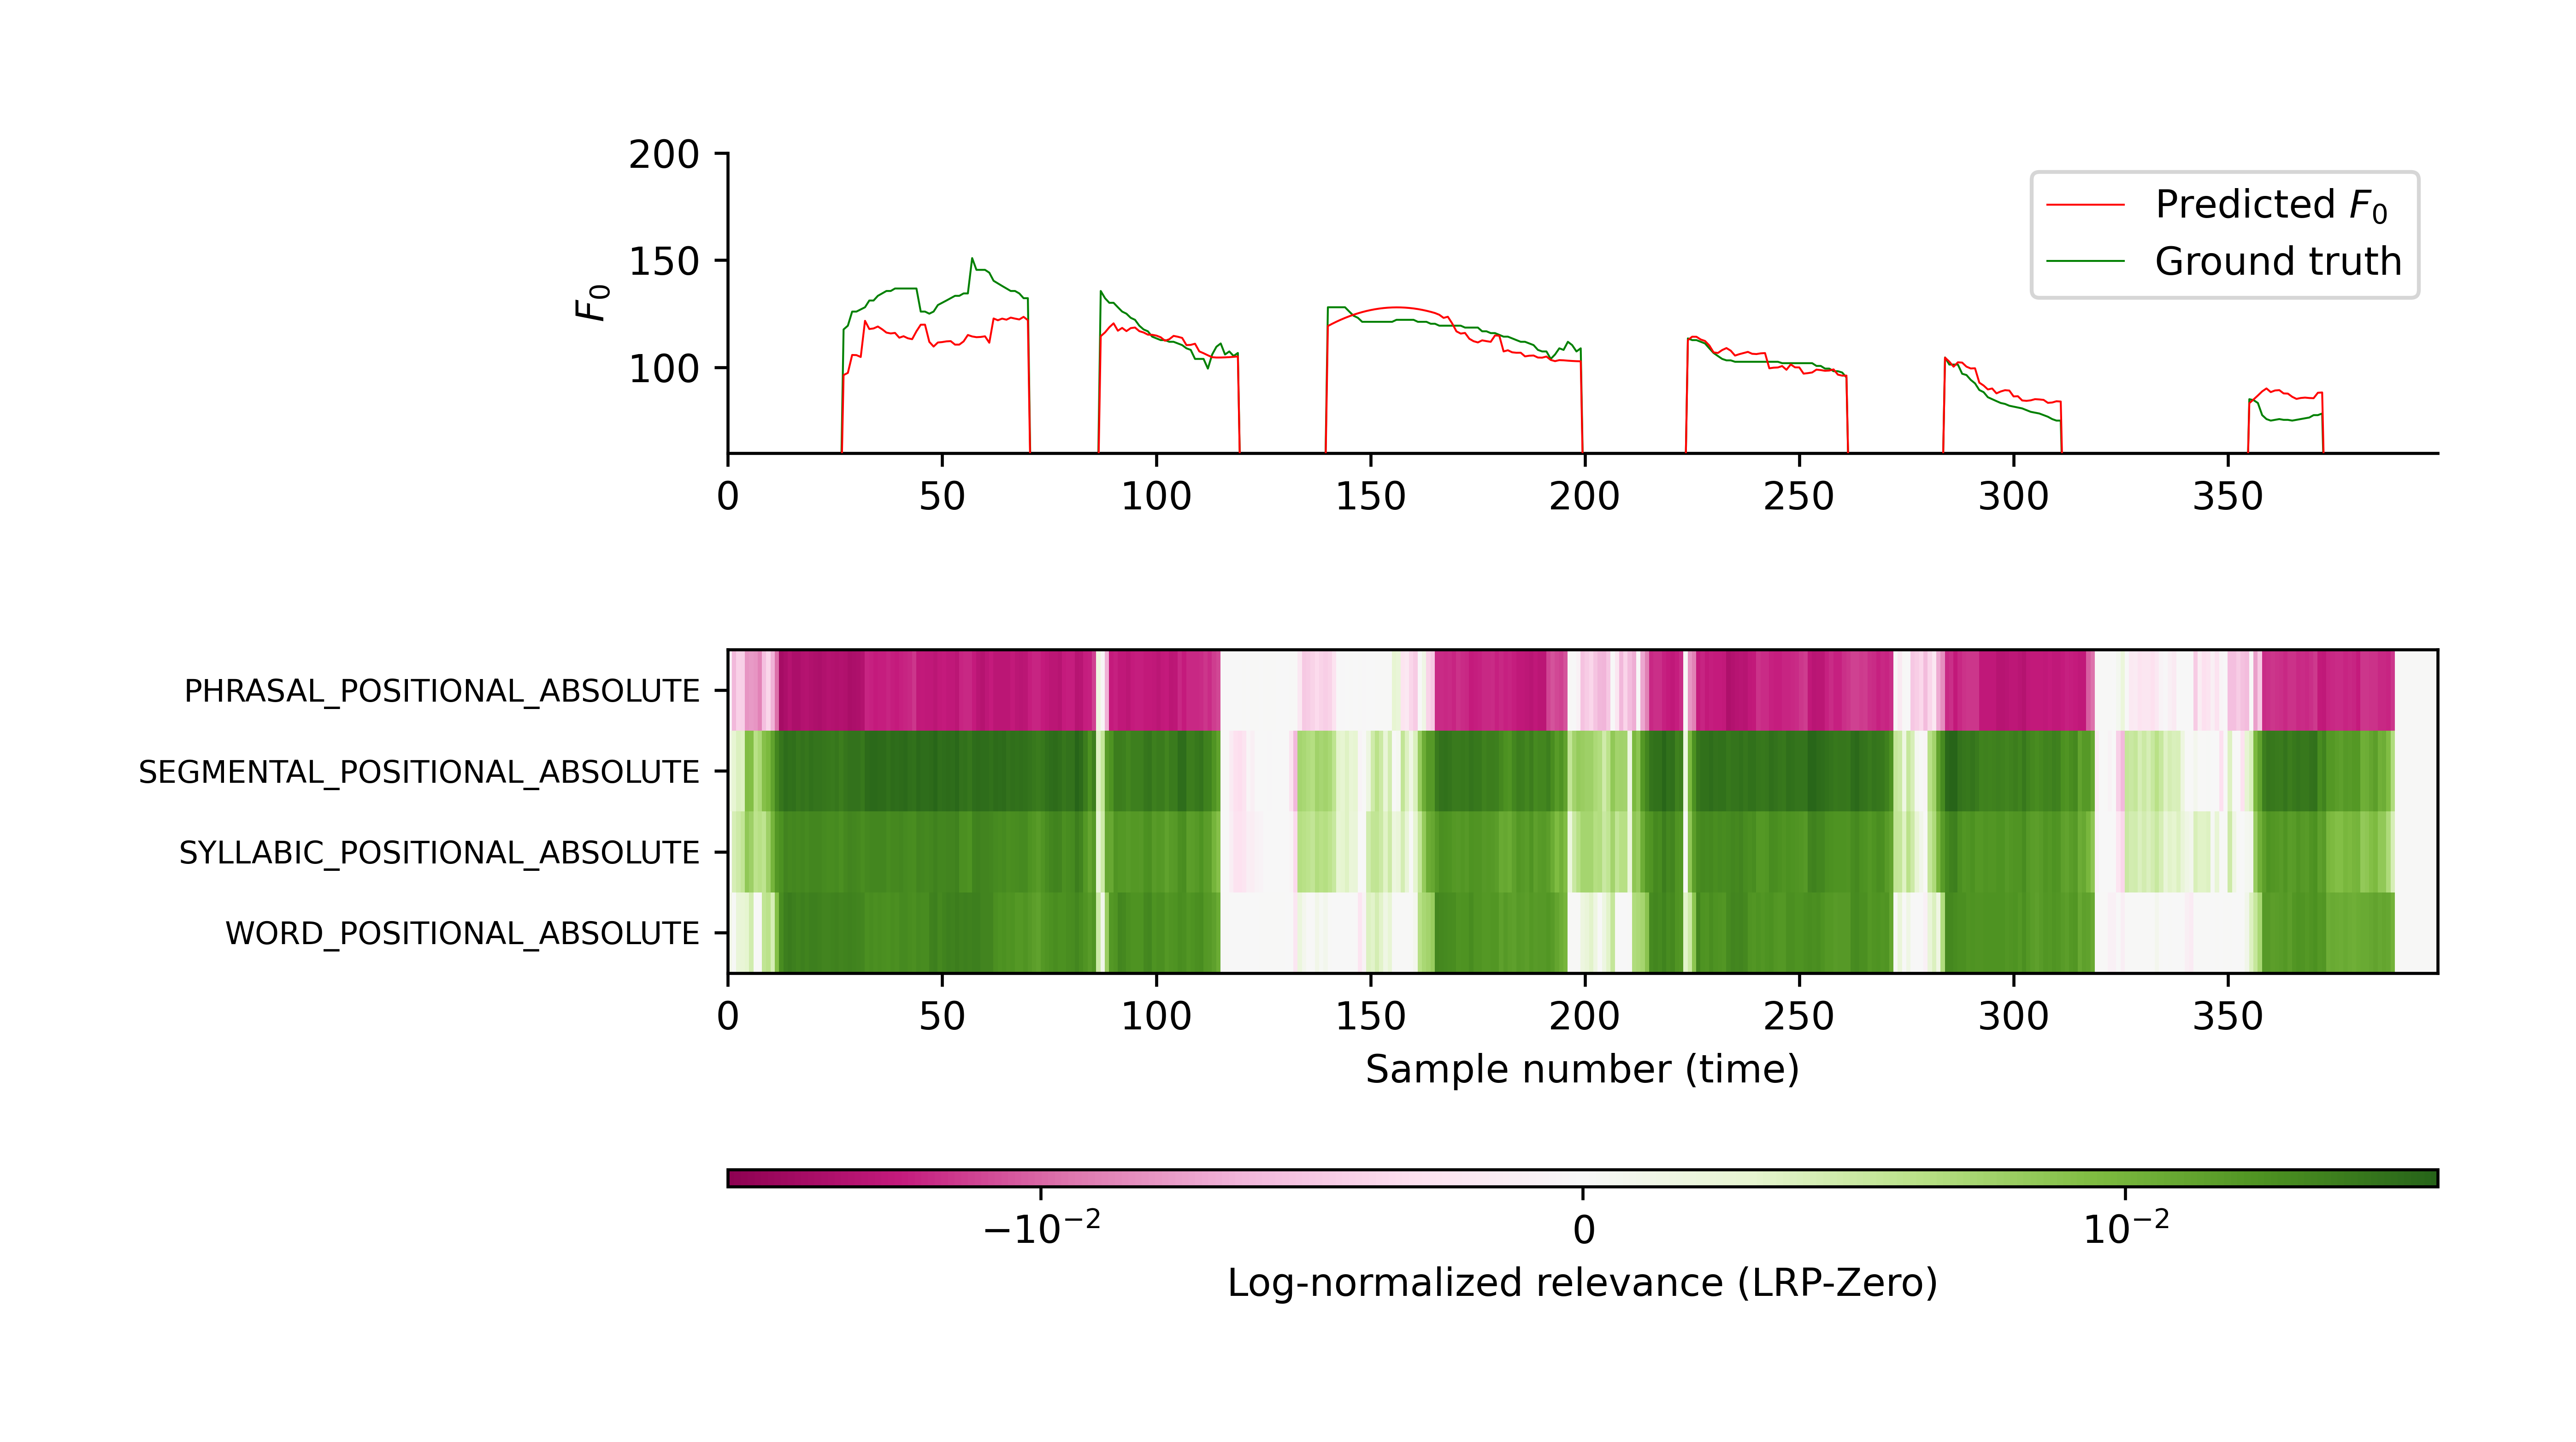 200
150
100
F₀
Predicted F₀
Ground truth
0 50 100 150 200 250 300 350
PHRASAL_POSITIONAL_ABSOLUTE
SEGMENTAL_POSITIONAL_ABSOLUTE
SYLLABIC_POSITIONAL_ABSOLUTE
WORD_POSITIONAL_ABSOLUTE
0 50 100 150 200 250 300 350
Sample number (time)
−10⁻² 0 10⁻²
Log-normalized relevance (LRP-Zero)